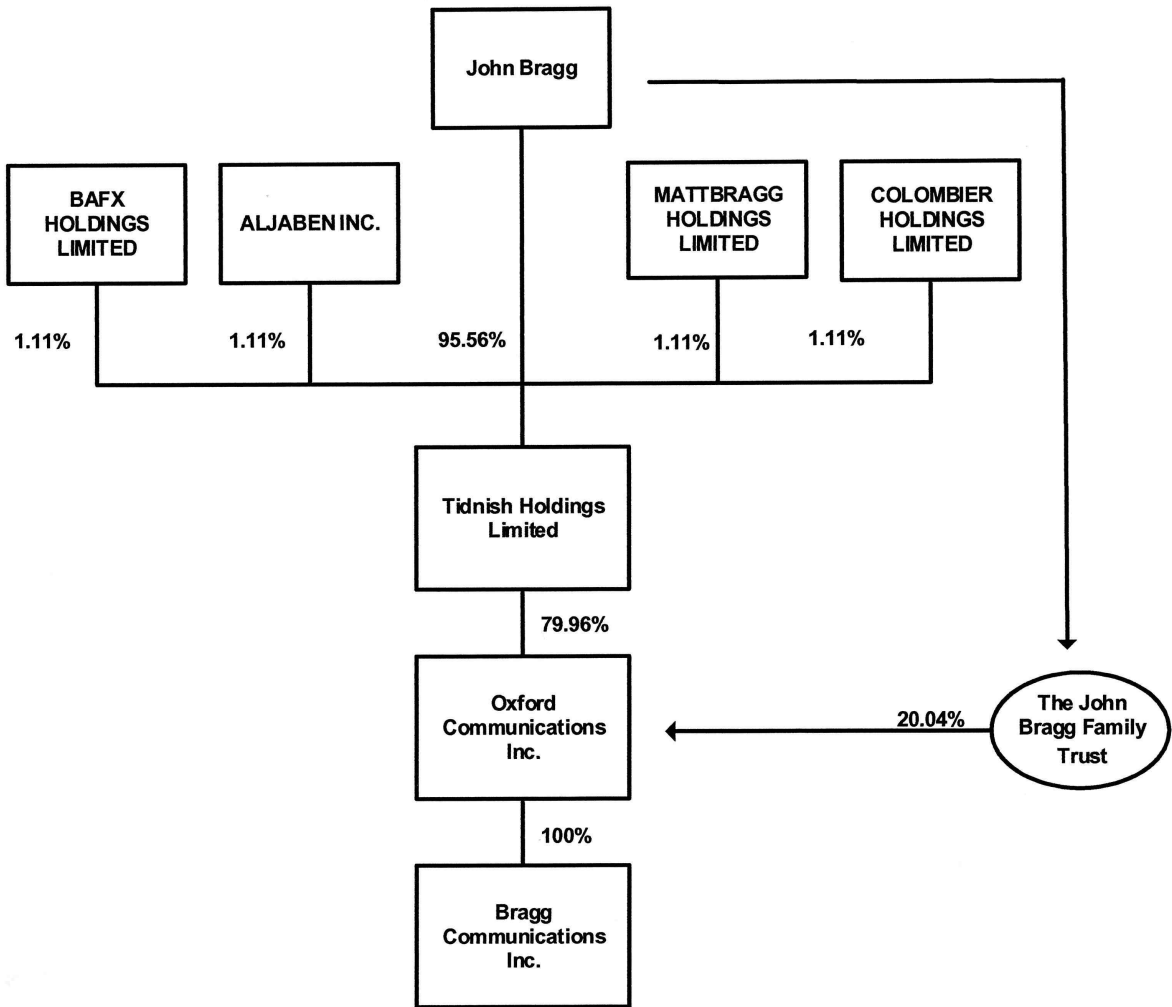 John Bragg
BAFX
HOLDINGS
LIMITED
ALJABEN INC.
MATTBRAGG
HOLDINGS
LIMITED
COLOMBIER
HOLDINGS
LIMITED
1.11%
1.11%
95.56%
1.11%
1.11%
Tidnish Holdings
Limited
79.96%
Oxford
Communications
Inc.
20.04%
The John
Bragg Family
Trust
100%
Bragg
Communications
Inc.